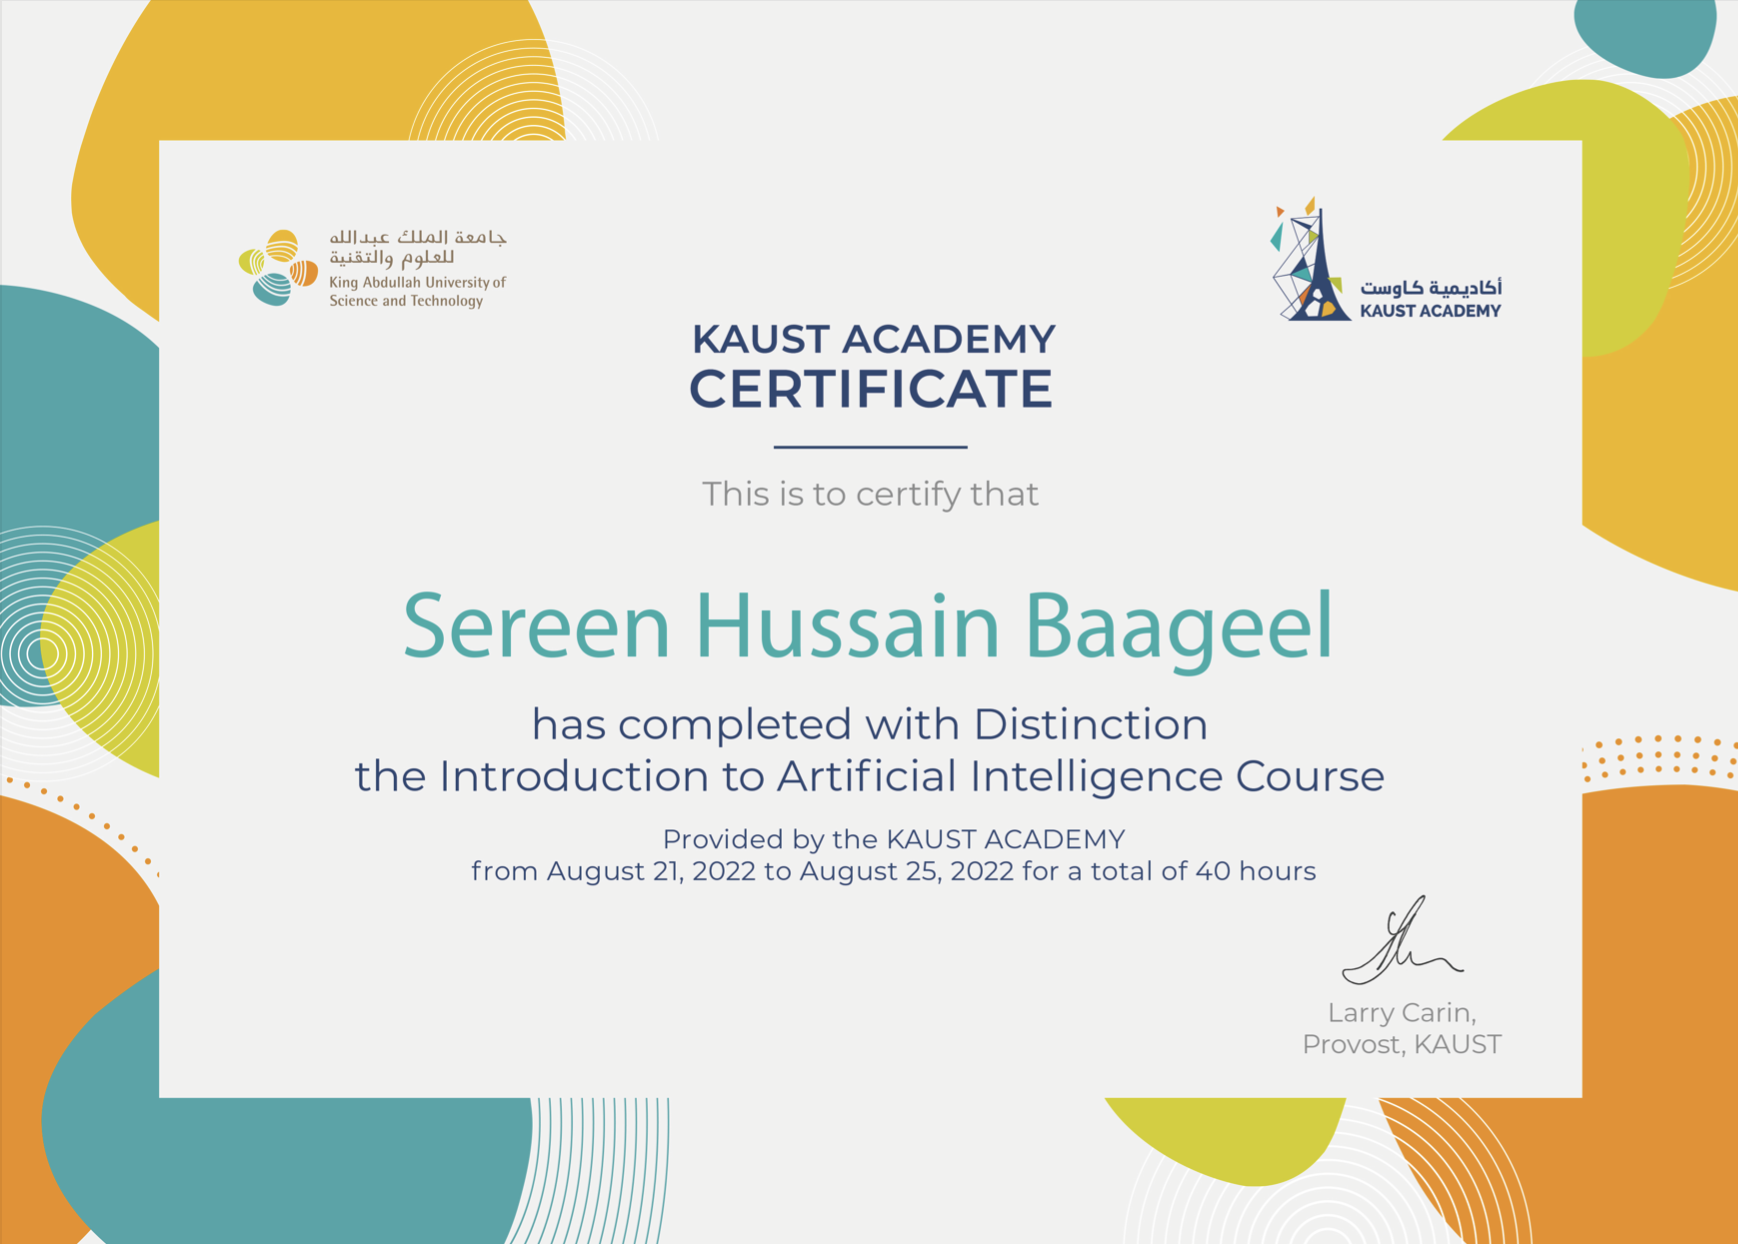 جامعة الملك عبدالله
للعلوم والتقنية
King Abdullah University of
Science and Technology
أكاديمية كاوست
KAUST ACADEMY
KAUST ACADEMY
CERTIFICATE
This is to certify that
Sereen Hussain Baageel
has completed with Distinction
the Introduction to Artificial Intelligence Course
Provided by the KAUST ACADEMY
from August 21, 2022 to August 25, 2022 for a total of 40 hours
Larry Carin,
Provost, KAUST